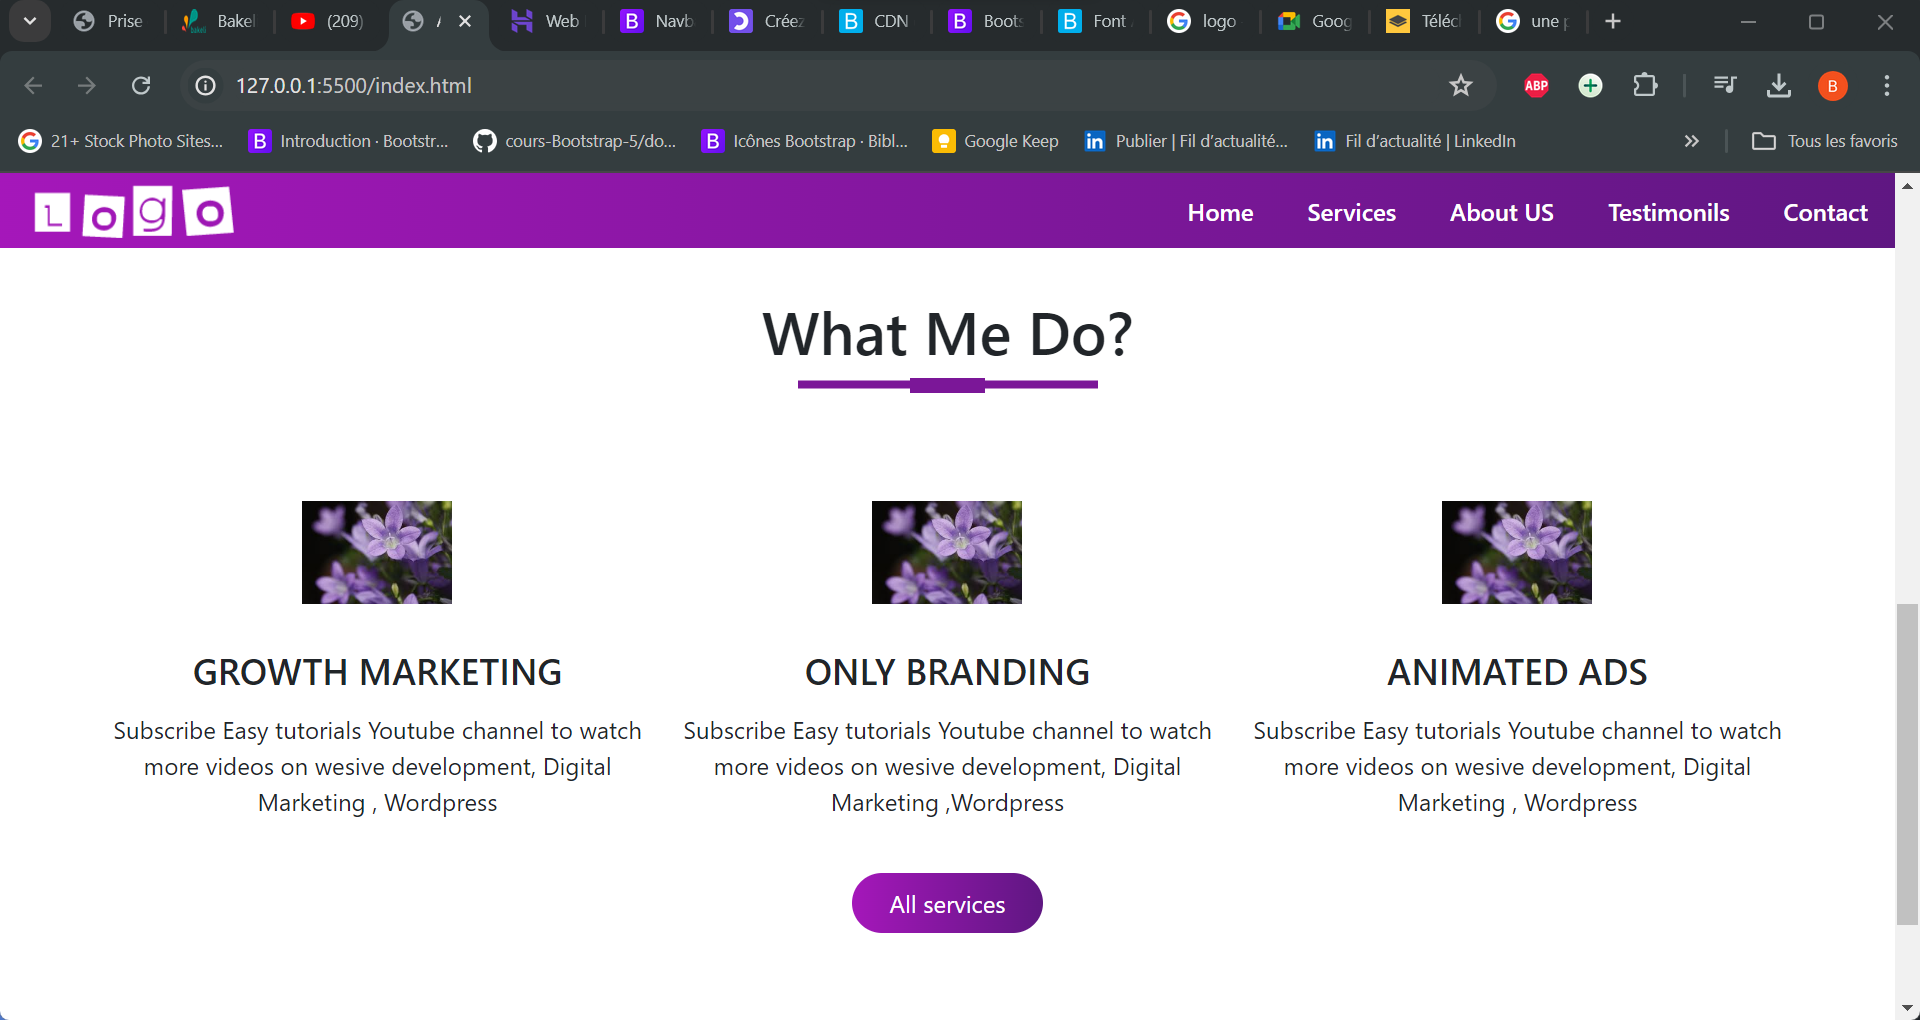 Prise
Bakel
(209)
Web
Navb
Créez
CDN
Boots
Font
logo
Goog
Téléc
une p
127.0.0.1:5500/index.html
ABP
B
21+ Stock Photo Sites...
Introduction · Bootstr...
cours-Bootstrap-5/do...
Icônes Bootstrap · Bibl...
Google Keep
Publier | Fil d'actualité...
Fil d'actualité | LinkedIn
Tous les favoris
LogO
Home
Services
About US
Testimonils
Contact
What Me Do?
GROWTH MARKETING
Subscribe Easy tutorials Youtube channel to watch
more videos on wesive development, Digital
Marketing , Wordpress
ONLY BRANDING
Subscribe Easy tutorials Youtube channel to watch
more videos on wesive development, Digital
Marketing ,Wordpress
ANIMATED ADS
Subscribe Easy tutorials Youtube channel to watch
more videos on wesive development, Digital
Marketing , Wordpress
All services